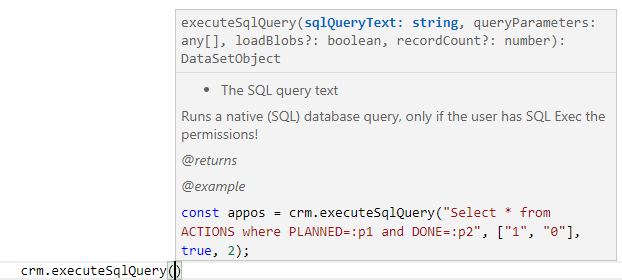 executeSqlQuery(sqlQueryText: string, queryParameters:
any[], loadBlobs?: boolean, recordCount?: number):
DataSetObject
• The SQL query text
Runs a native (SQL) database query, only if the user has SQL Exec the
permissions!
@returns
@example
const appos = crm.executeSqlQuery("Select * from
ACTIONS where PLANNED=:p1 and DONE=:p2", ["1", "0"],
true, 2);
crm.executeSqlQuery()